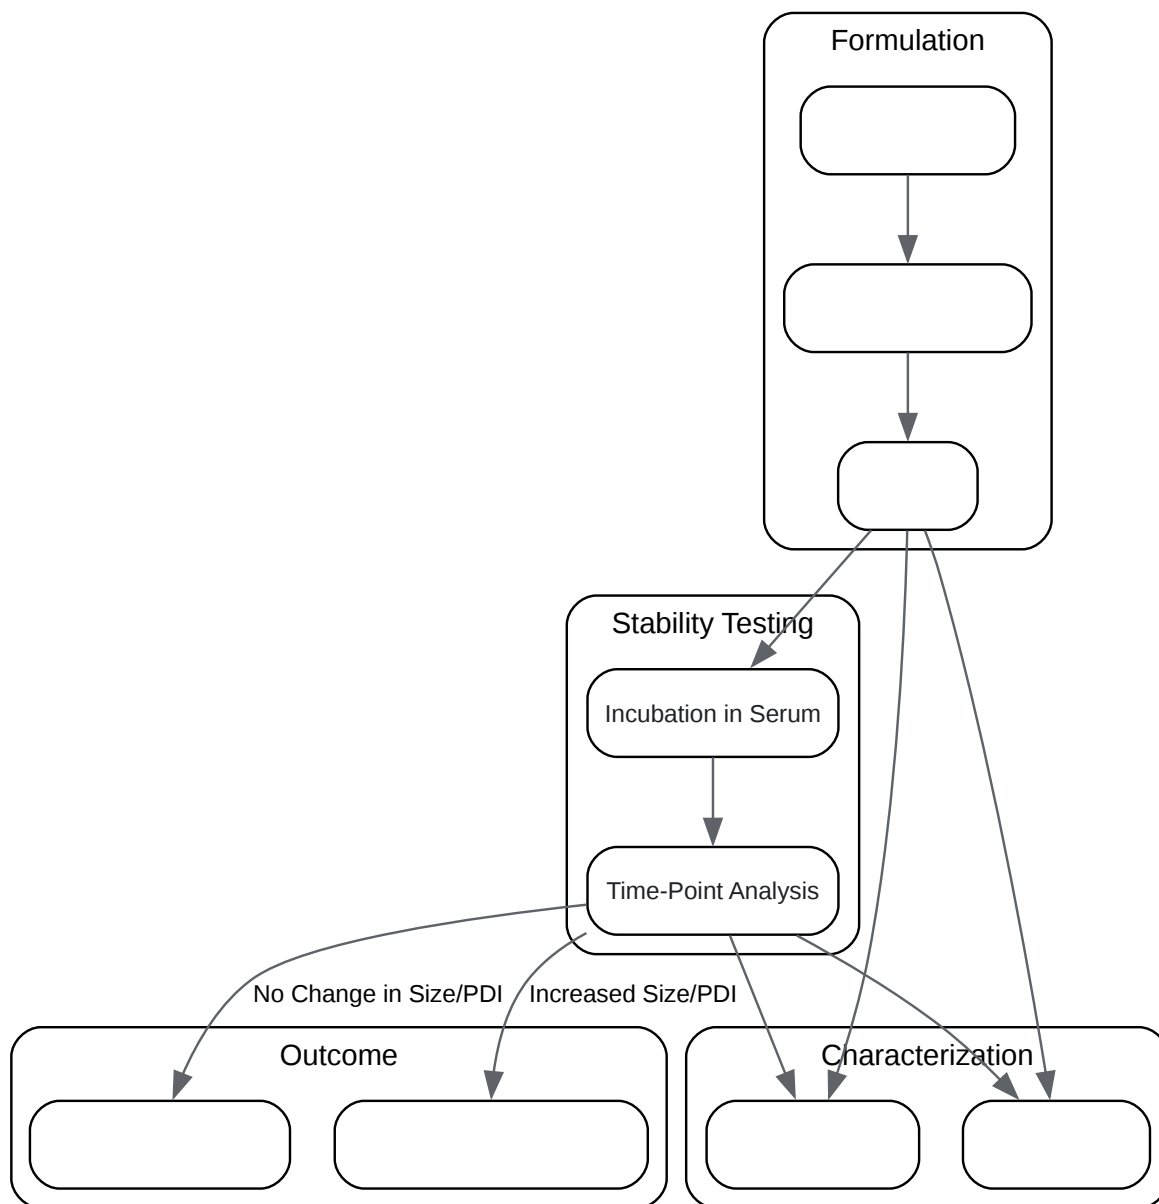 Formulation
Stability Testing
Incubation in Serum
Time-Point Analysis
No Change in Size/PDI
Increased Size/PDI
Outcome
Characterization